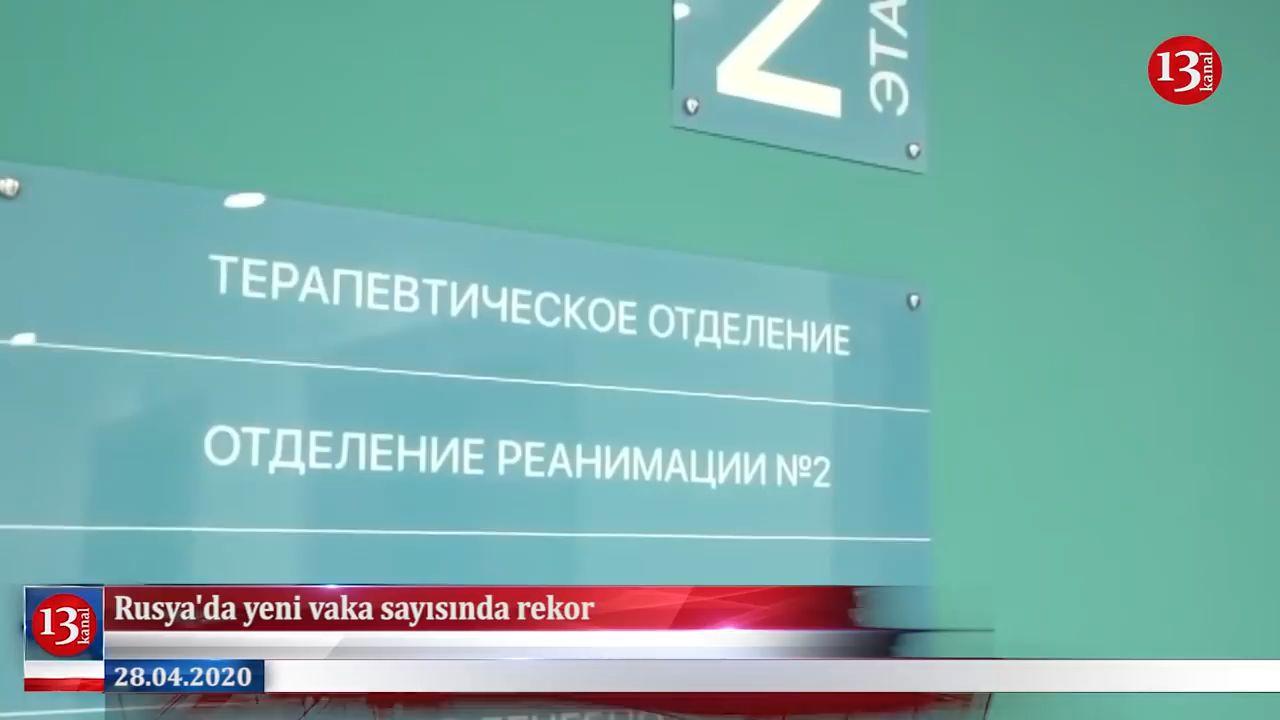 2
ЭТА
13 kanal
ТЕРАПЕВТИЧЕСКОЕ ОТДЕЛЕНИЕ
ОТДЕЛЕНИЕ РЕАНИМАЦИИ №2
13 kanal
Rusya'da yeni vaka sayısında rekor
28.04.2020